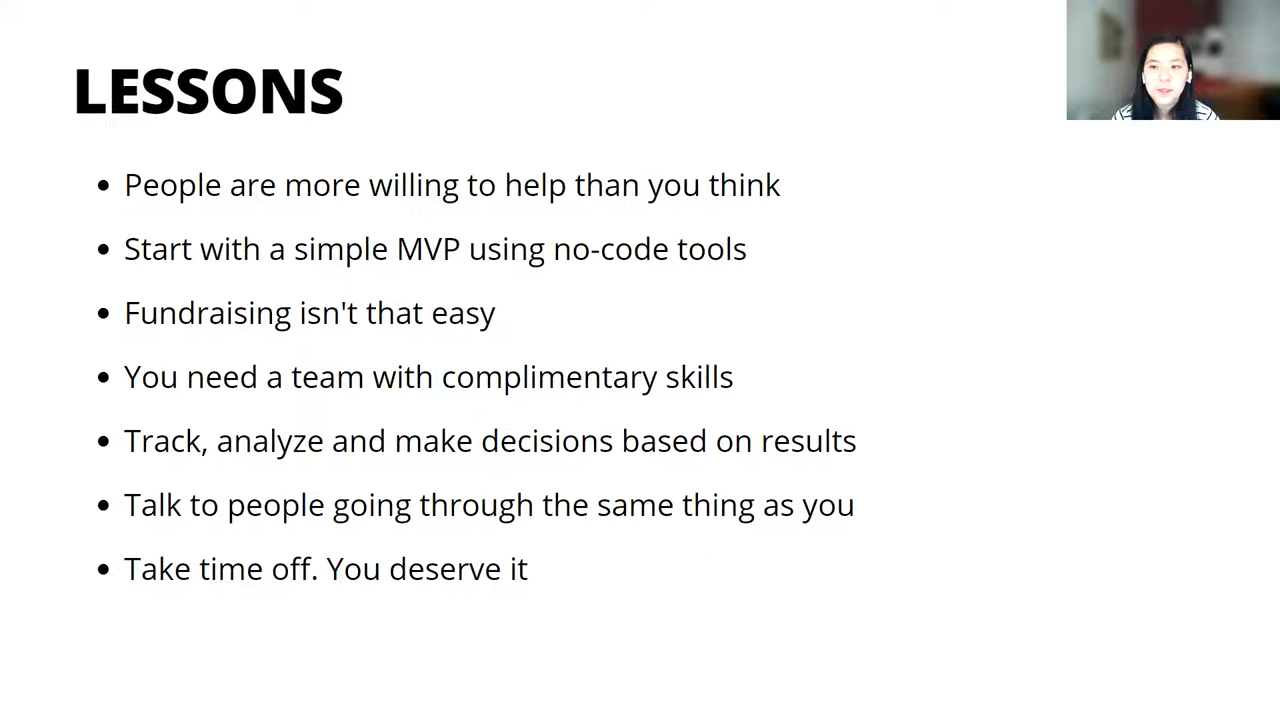 LESSONS
People are more willing to help than you think
Start with a simple MVP using no-code tools
Fundraising isn't that easy
You need a team with complimentary skills
Track, analyze and make decisions based on results
Talk to people going through the same thing as you
Take time off. You deserve it